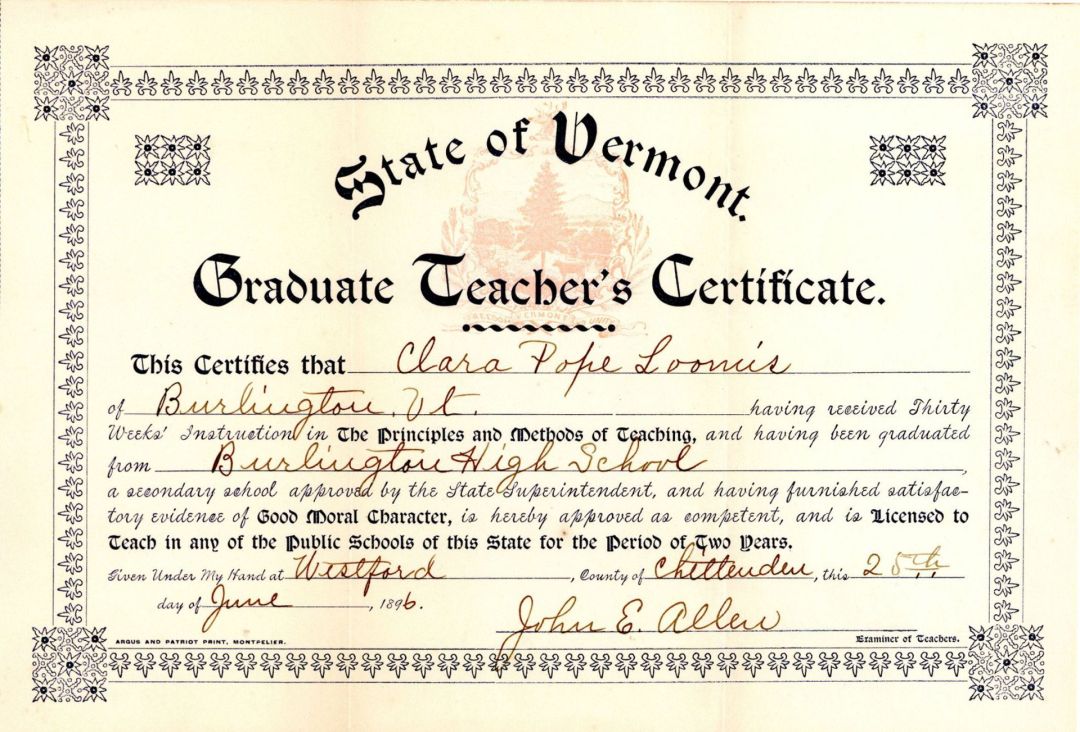 State of Vermont.
Graduate Teacher's Certificate.
This Certifies that Clara Pope Loomis
of Burlington, Vt. having received Thirty
Weeks' Instruction in The Principles and Methods of Teaching, and having been graduated
from Burlington High School,
a secondary school approved by the State Superintendent, and having furnished satisfac-
tory evidence of Good Moral Character, is hereby approved as competent, and is Licensed to
Teach in any of the Public Schools of this State for the Period of Two Years.
Given Under My Hand at Westford, County of Chittenden, this 25th
day of June, 1896.
John E. Allen
ARGUS AND PATRIOT PRINT, MONTPELIER.
Examiner of Teachers.